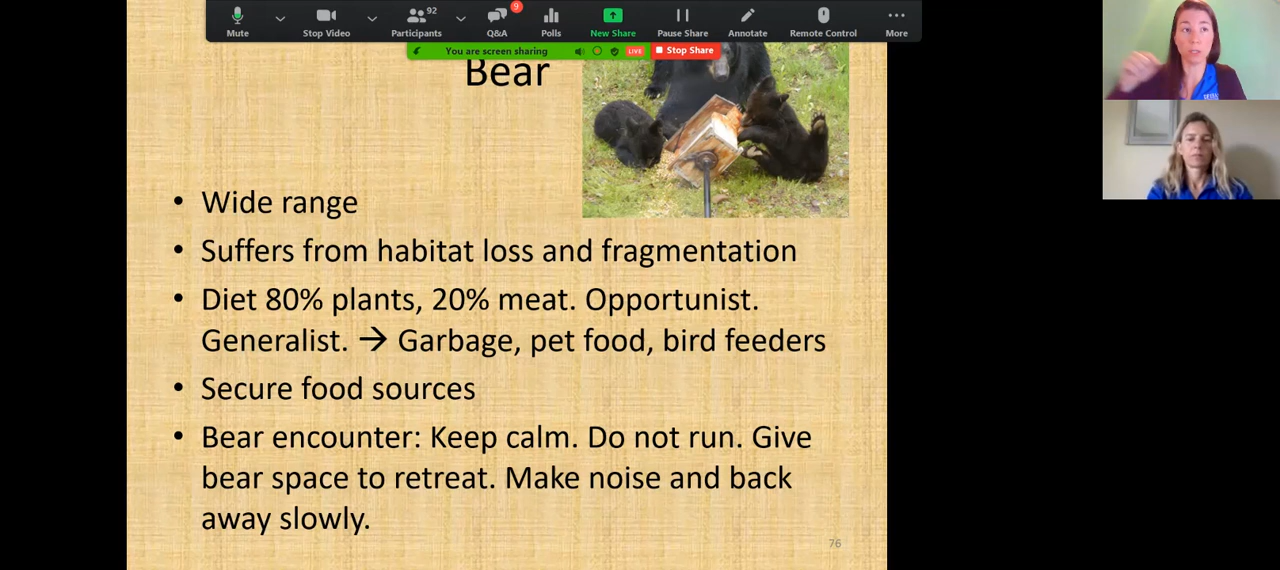 92
9
Mute
Stop Video
Participants
Q&A
Polls
New Share
Pause Share
Annotate
Remote Control
More
You are screen sharing
LIVE
Stop Share
Bear
• Wide range
• Suffers from habitat loss and fragmentation
• Diet 80% plants, 20% meat. Opportunist.
Generalist. → Garbage, pet food, bird feeders
• Secure food sources
• Bear encounter: Keep calm. Do not run. Give
bear space to retreat. Make noise and back
away slowly.
76